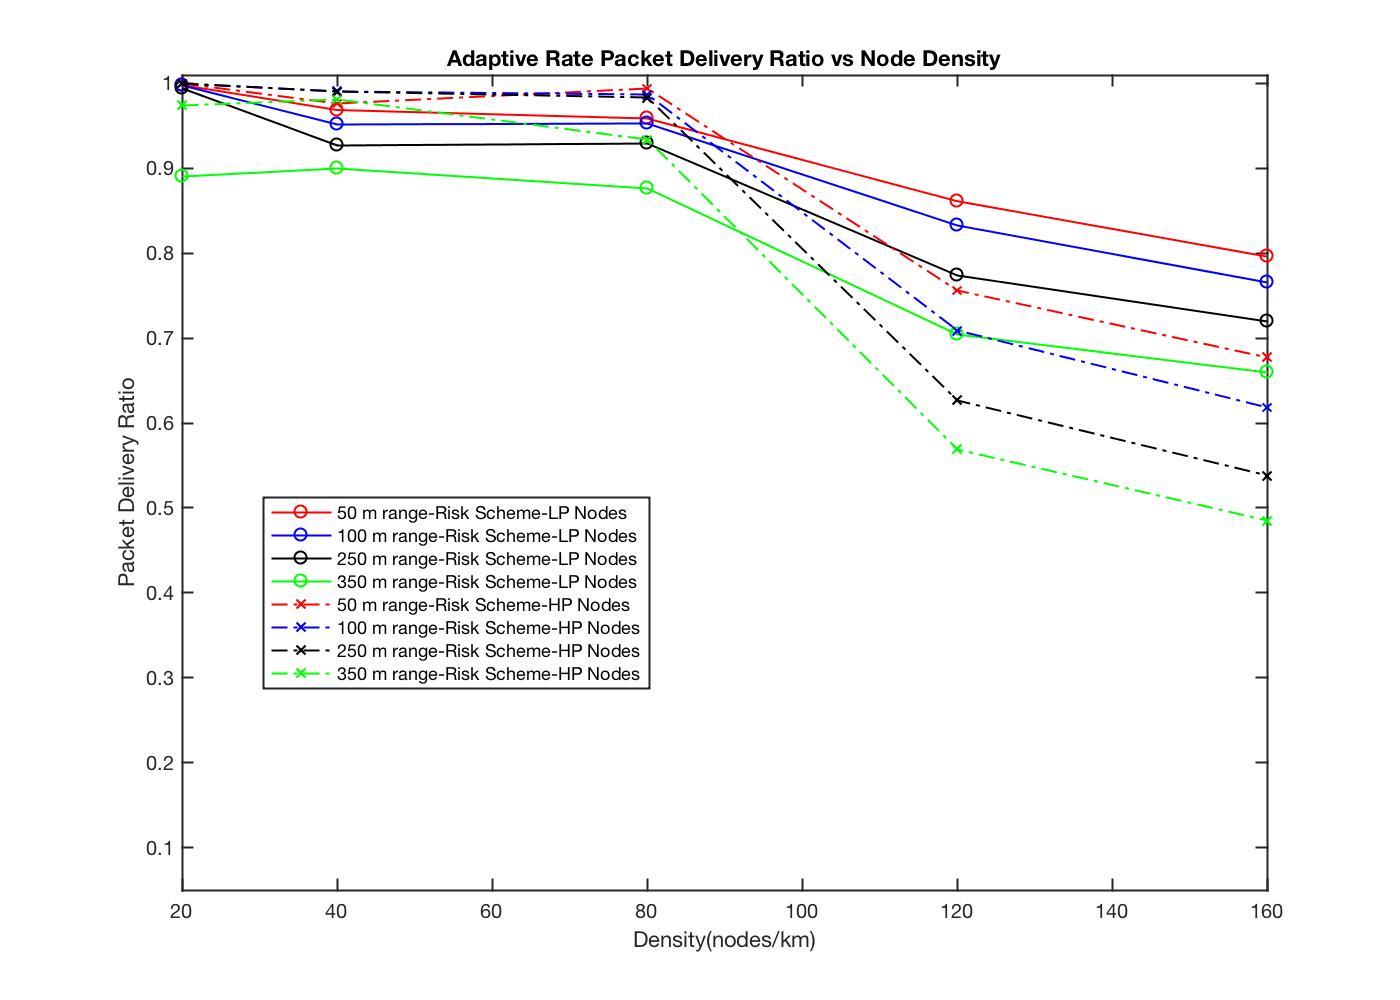 Adaptive Rate Packet Delivery Ratio vs Node Density
1
0.9
0.8
0.7
0.6
0.5
0.4
0.3
0.2
0.1
Packet Delivery Ratio
50 m range-Risk Scheme-LP Nodes
100 m range-Risk Scheme-LP Nodes
250 m range-Risk Scheme-LP Nodes
350 m range-Risk Scheme-LP Nodes
50 m range-Risk Scheme-HP Nodes
100 m range-Risk Scheme-HP Nodes
250 m range-Risk Scheme-HP Nodes
350 m range-Risk Scheme-HP Nodes
20 40 60 80 100 120 140 160
Density(nodes/km)